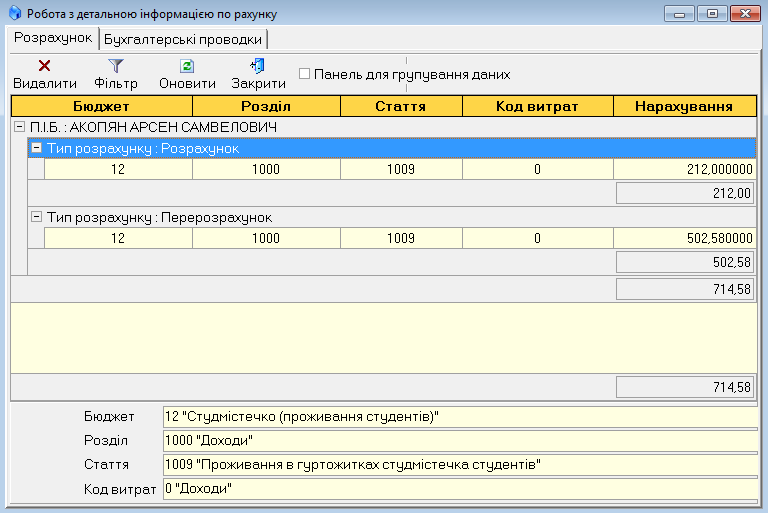 Робота з детальною інформацією по рахунку
Розрахунок Бухгалтерські проводки
Видалити Фільтр Оновити Закрити Панель для групування даних
Бюджет Розділ Стаття Код витрат Нарахування
П.І.Б. : АКОПЯН АРСЕН САМВЕЛОВИЧ
Тип розрахунку : Розрахунок
12 1000 1009 0 212,000000
212,00
Тип розрахунку : Перерозрахунок
12 1000 1009 0 502,580000
502,58
714,58
714,58
Бюджет 12 "Студмістечко (проживання студентів)"
Розділ 1000 "Доходи"
Стаття 1009 "Проживання в гуртожитках студмістечка студентів"
Код витрат 0 "Доходи"